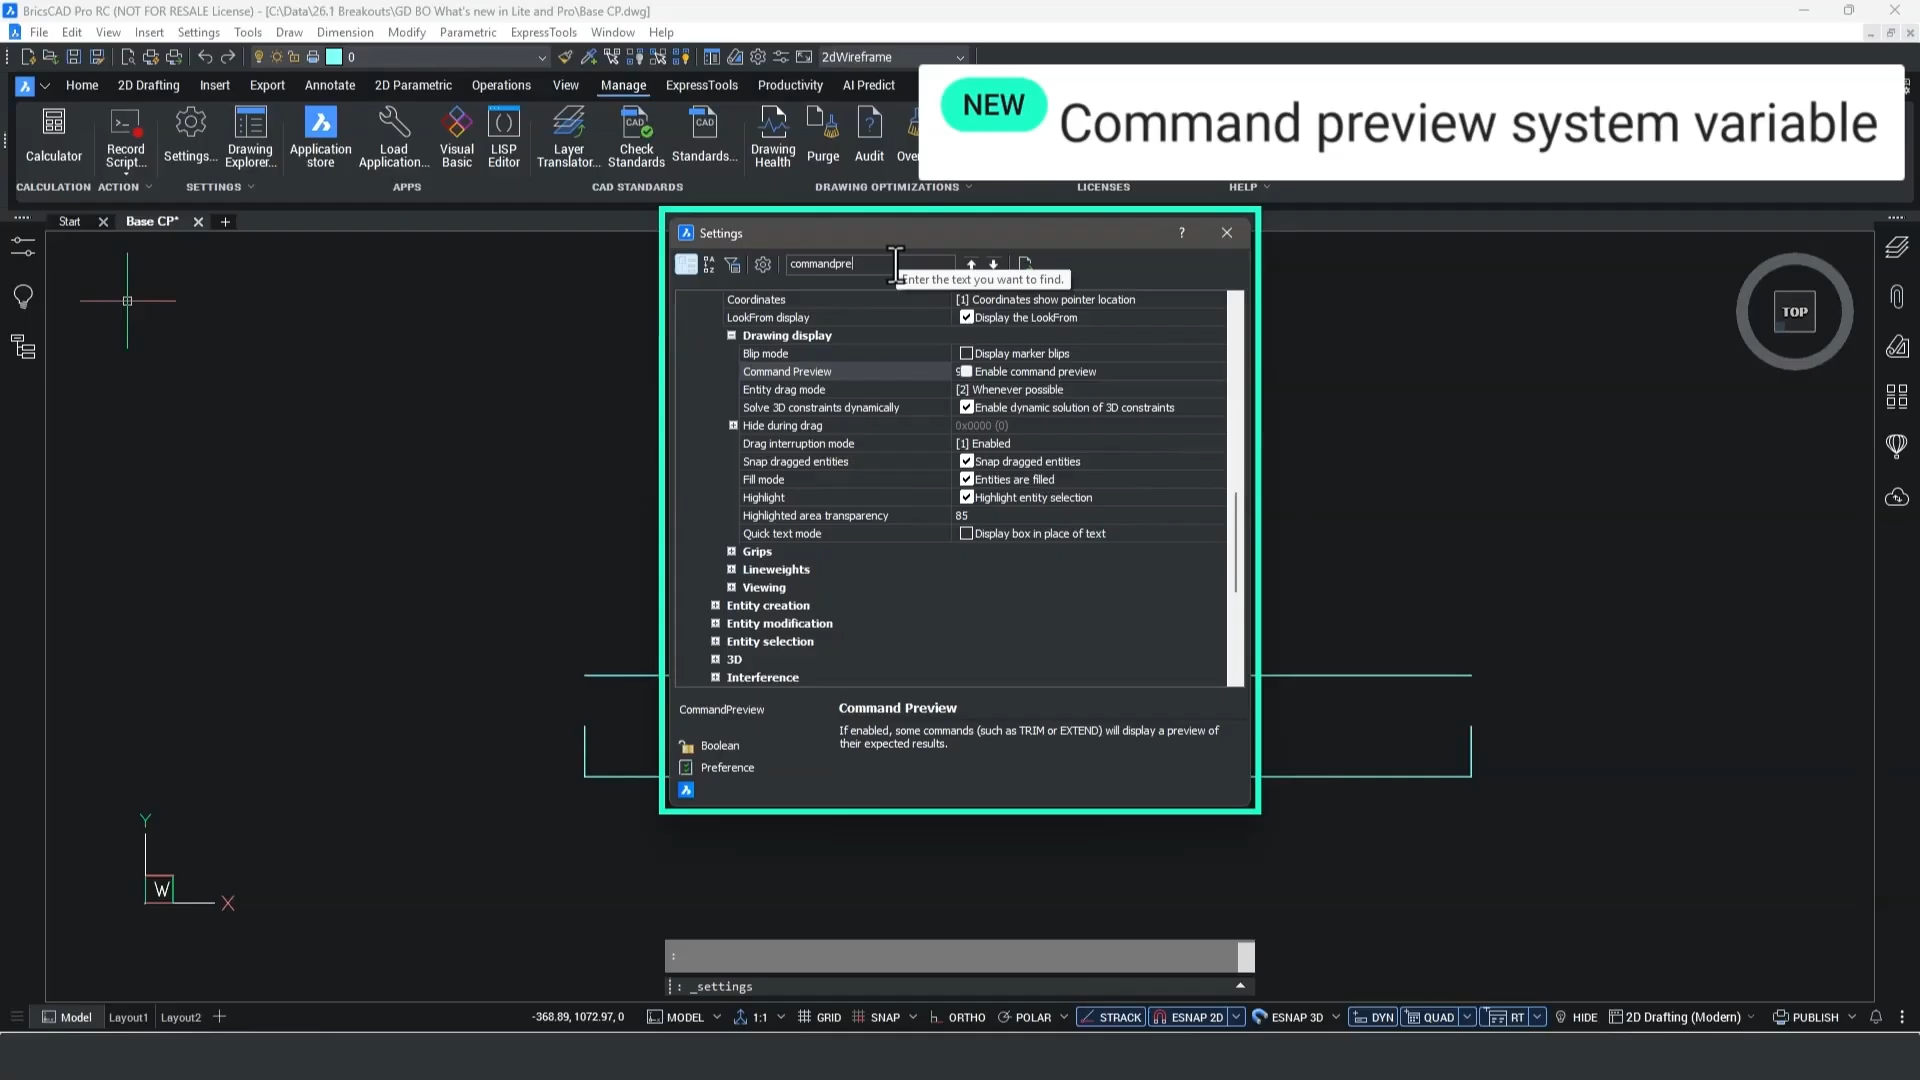 BricsCAD Pro RC (NOT FOR RESALE License) - [C:\Data\26.1 Breakouts\GD BO What's new in Lite and Pro\Base CP.dwg]
File Edit View Insert Settings Tools Draw Dimension Modify Parametric ExpressTools Window Help
0 2dWireframe
Home 2D Drafting Insert Export Annotate 2D Parametric Operations View Manage ExpressTools Productivity AI Predict
NEW Command preview system variable
Calculator
Record Script...
Settings...
Drawing Explorer...
Application store
Load Application...
Visual Basic
LISP Editor
Layer Translator...
Check Standards
Standards...
Drawing Health
Purge
Audit
CALCULATION ACTION SETTINGS APPS CAD STANDARDS DRAWING OPTIMIZATIONS LICENSES HELP
Start Base CP*
Settings ?
commandpre
Enter the text you want to find.
Coordinates [1] Coordinates show pointer location
LookFrom display Display the LookFrom
Drawing display
Blip mode Display marker blips
Command Preview Enable command preview
Entity drag mode [2] Whenever possible
Solve 3D constraints dynamically Enable dynamic solution of 3D constraints
Hide during drag 0x0000 (0)
Drag interruption mode [1] Enabled
Snap dragged entities Snap dragged entities
Fill mode Entities are filled
Highlight Highlight entity selection
Highlighted area transparency 85
Quick text mode Display box in place of text
Grips
Lineweights
Viewing
Entity creation
Entity modification
Entity selection
3D
Interference
CommandPreview
Command Preview
If enabled, some commands (such as TRIM or EXTEND) will display a preview of
their expected results.
Boolean
Preference
TOP
Y
W X
:
: _settings
Model Layout1 Layout2 -368.89, 1072.97, 0 MODEL 1:1 GRID SNAP ORTHO POLAR STRACK ESNAP 2D ESNAP 3D DYN QUAD RT HIDE 2D Drafting (Modern) PUBLISH